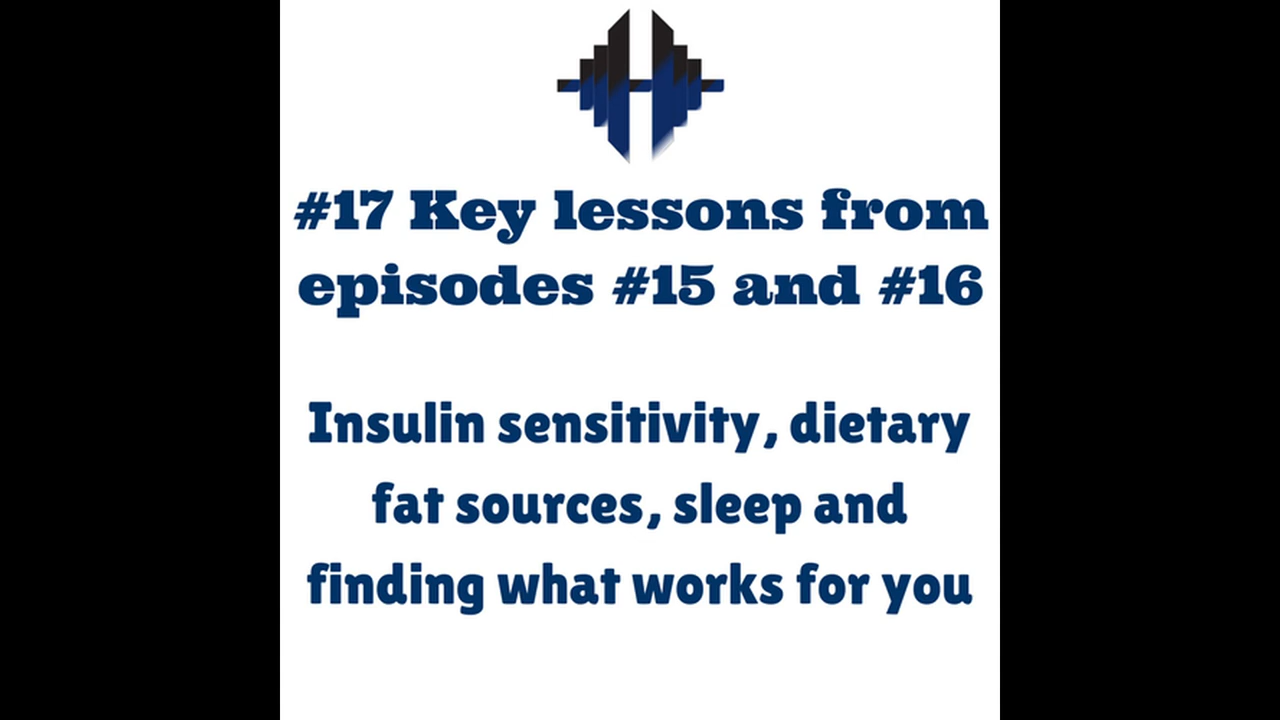 #17 Key lessons from
episodes #15 and #16
Insulin sensitivity, dietary
fat sources, sleep and
finding what works for you